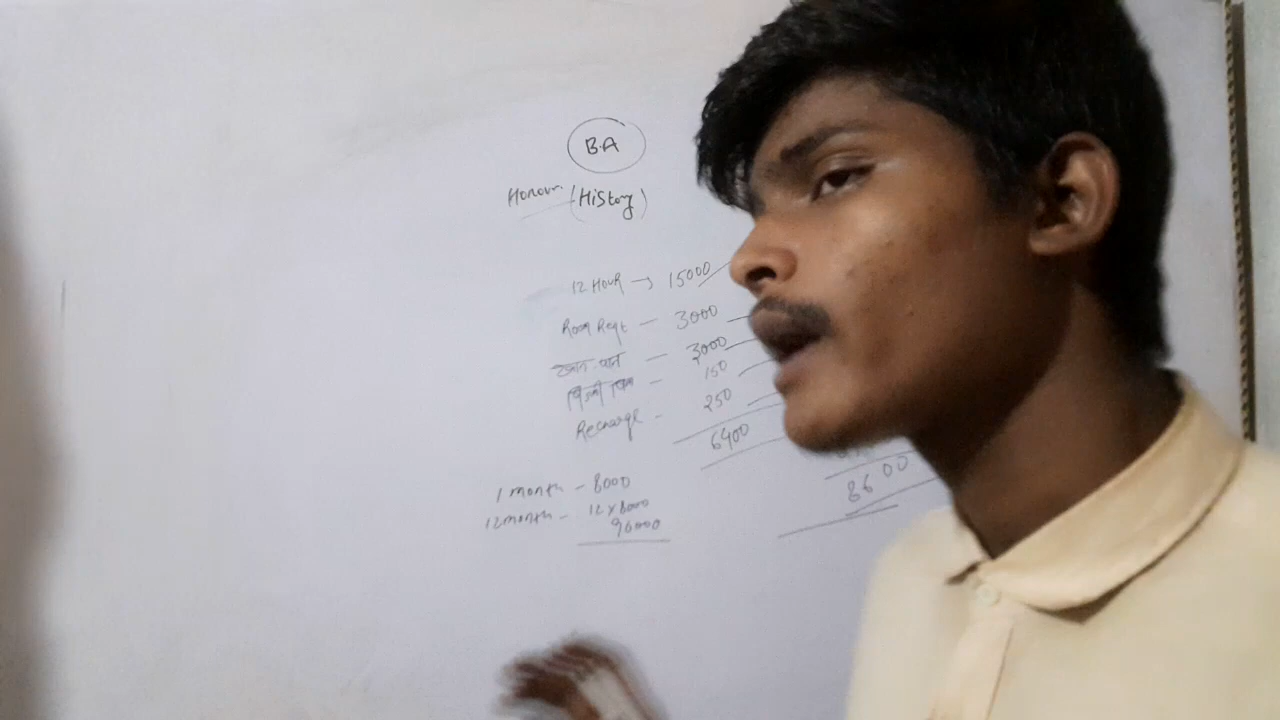 B.A
Honour (History)
12 Hour → 15000
Room Rent — 3000
खान-पान — 3000
बिजली बिल — 150
Recharge - 250
6400
8600
1 month - 8000
12 month - 12 x 8000
96000